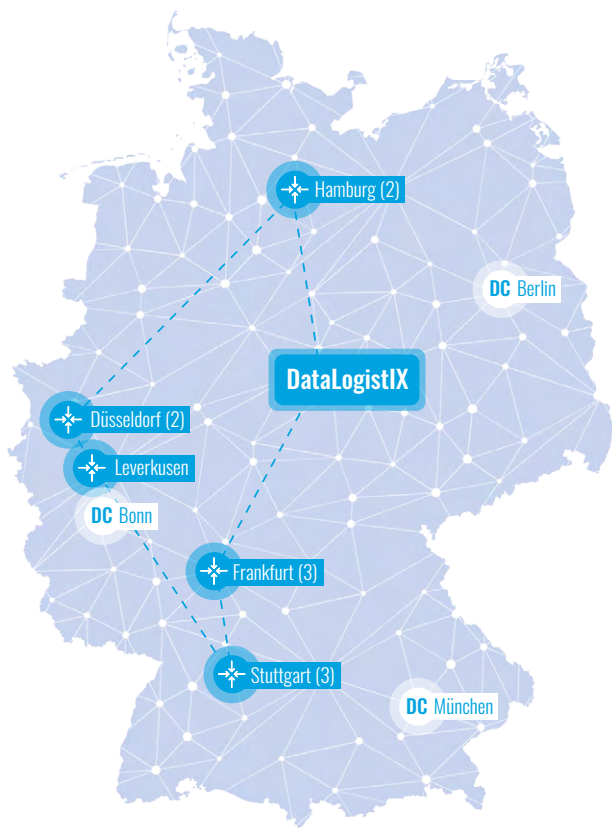 Hamburg (2)
DC Berlin
DataLogistIX
Düsseldorf (2)
Leverkusen
DC Bonn
Frankfurt (3)
Stuttgart (3)
DC München